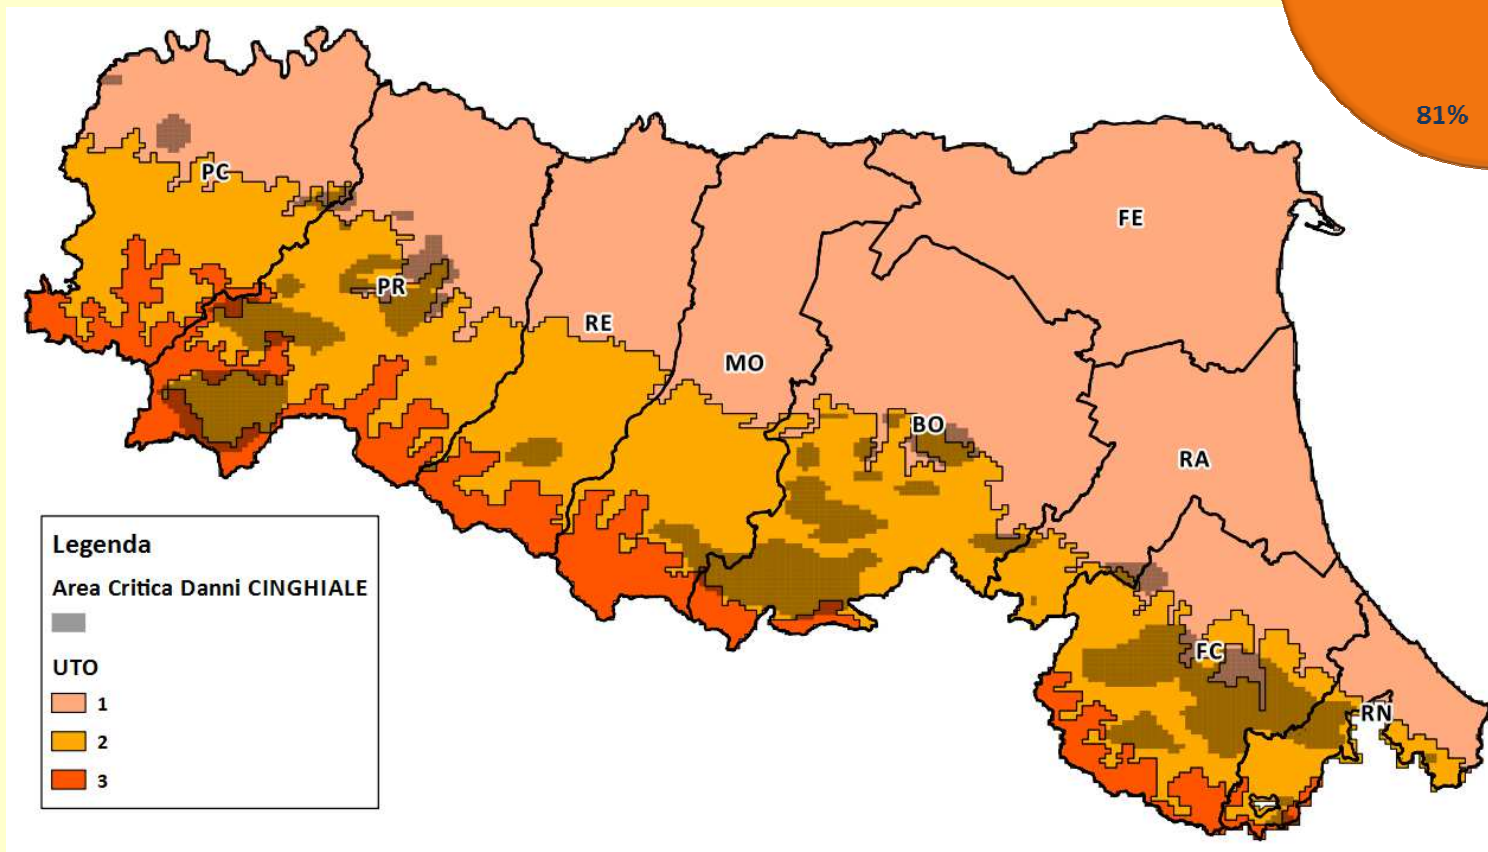 81%
PC
FE
PR
RE
MO
BO
RA
FC
RN
Legenda
Area Critica Danni CINGHIALE
UTO
1
2
3